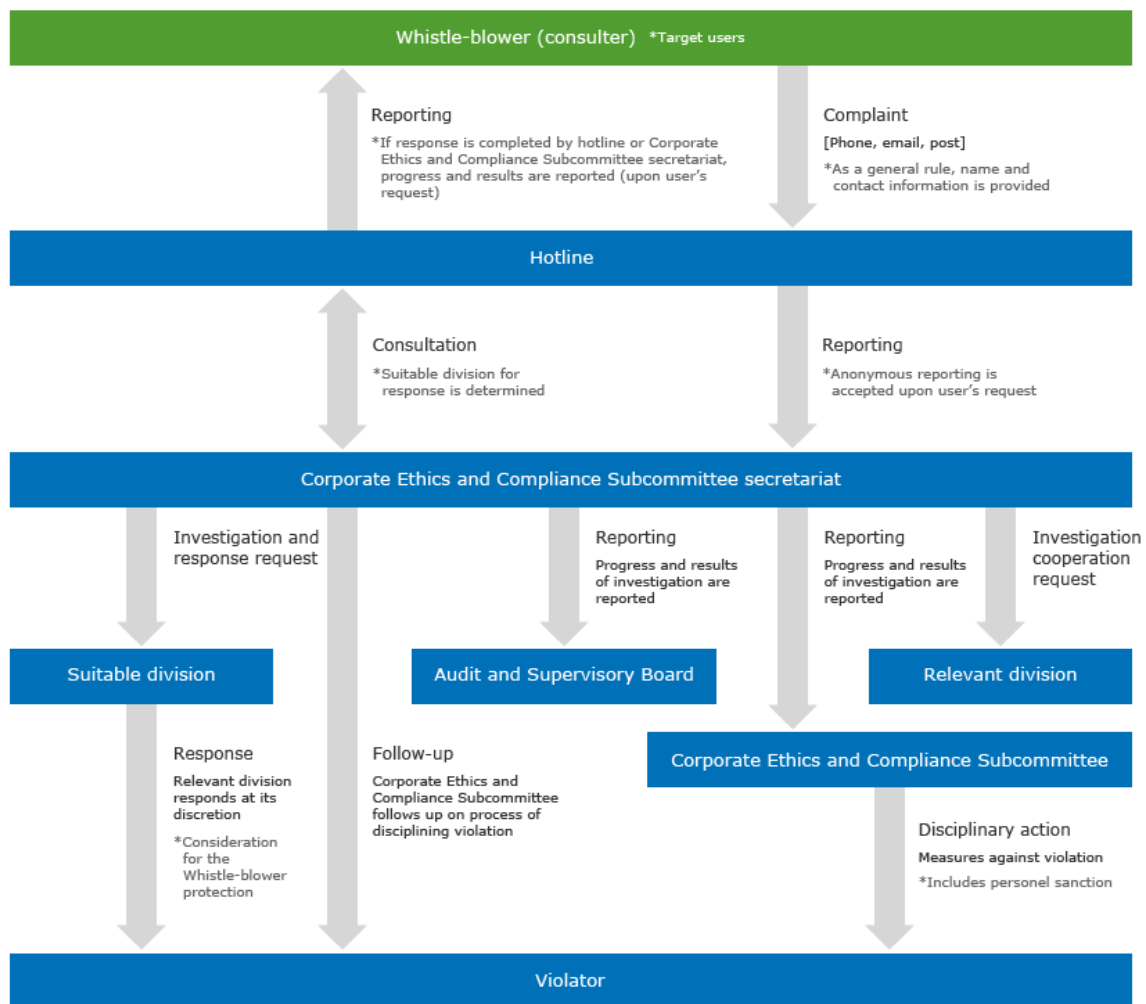 Whistle-blower (consulter) *Target users
Reporting
*If response is completed by hotline or Corporate
Ethics and Compliance Subcommittee secretariat,
progress and results are reported (upon user's
request)
Complaint
[Phone, email, post]
*As a general rule, name and
contact information is provided
Hotline
Consultation
*Suitable division for
response is determined
Reporting
*Anonymous reporting is
accepted upon user's request
Corporate Ethics and Compliance Subcommittee secretariat
Investigation and
response request
Reporting
Progress and results
of investigation are
reported
Reporting
Progress and results
of investigation are
reported
Investigation
cooperation
request
Suitable division
Audit and Supervisory Board
Relevant division
Response
Relevant division
responds at its
discretion
*Consideration
for the
Whistle-blower
protection
Follow-up
Corporate Ethics and
Compliance Subcommittee
follows up on process of
disciplining violation
Corporate Ethics and Compliance Subcommittee
Disciplinary action
Measures against violation
*Includes personel sanction
Violator